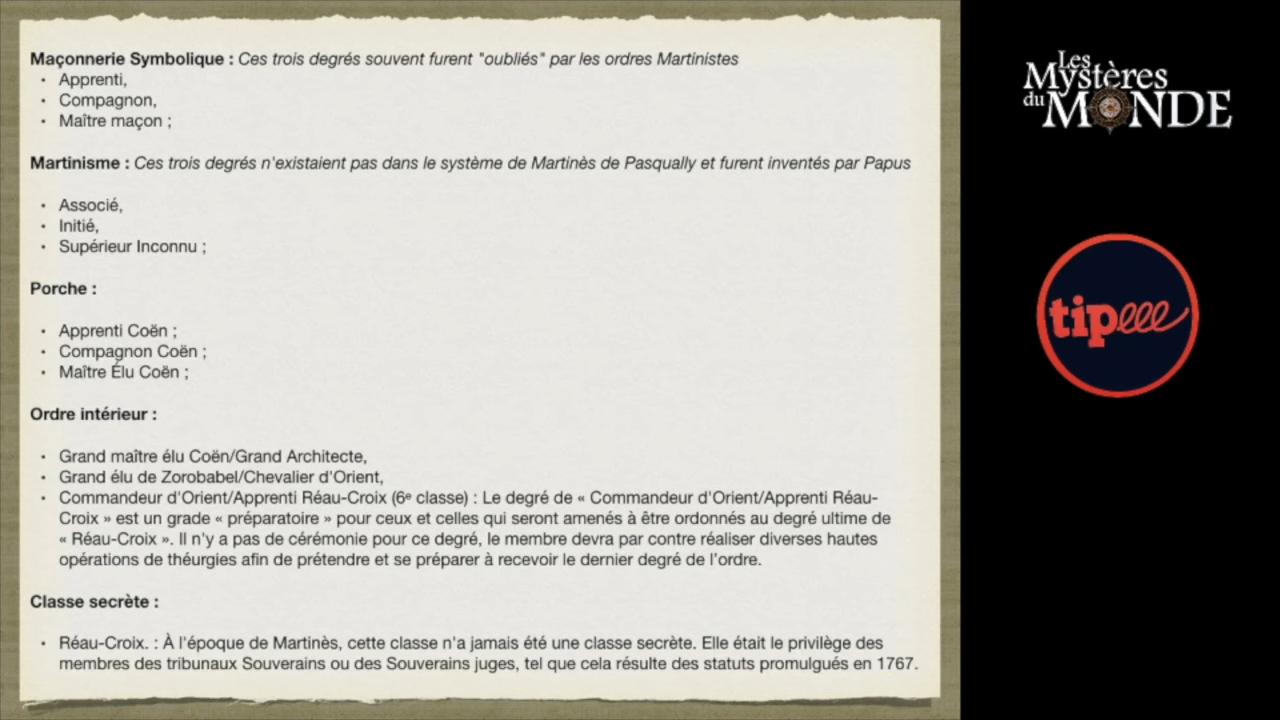 Maçonnerie Symbolique : Ces trois degrés souvent furent "oubliés" par les ordres Martinistes
• Apprenti,
• Compagnon,
• Maître maçon ;
Martinisme : Ces trois degrés n'existaient pas dans le système de Martinès de Pasqually et furent inventés par Papus
• Associé,
• Initié,
• Supérieur Inconnu ;
Porche :
• Apprenti Coën ;
• Compagnon Coën ;
• Maître Élu Coën ;
Ordre intérieur :
• Grand maître élu Coën/Grand Architecte,
• Grand élu de Zorobabel/Chevalier d'Orient,
• Commandeur d'Orient/Apprenti Réau-Croix (6e classe) : Le degré de « Commandeur d'Orient/Apprenti Réau-
Croix » est un grade « préparatoire » pour ceux et celles qui seront amenés à être ordonnés au degré ultime de
« Réau-Croix ». Il n'y a pas de cérémonie pour ce degré, le membre devra par contre réaliser diverses hautes
opérations de théurgies afin de prétendre et se préparer à recevoir le dernier degré de l'ordre.
Classe secrète :
• Réau-Croix. : À l'époque de Martinès, cette classe n'a jamais été une classe secrète. Elle était le privilège des
membres des tribunaux Souverains ou des Souverains juges, tel que cela résulte des statuts promulgués en 1767.
Les
Mystères
du MONDE
tipeee